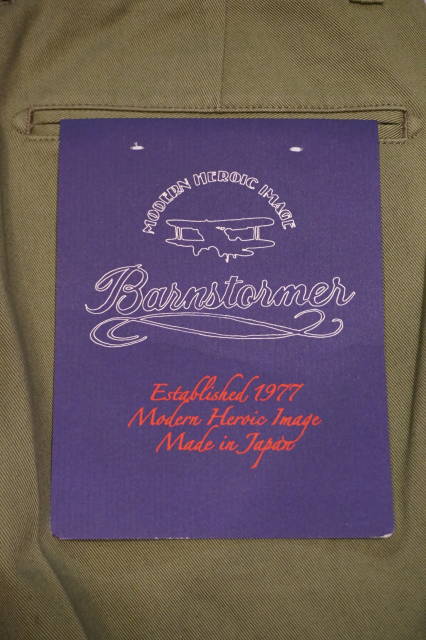 MODERN HEROIC IMAGE
Barnstormer
Established 1977
Modern Heroic Image
Made in Japan